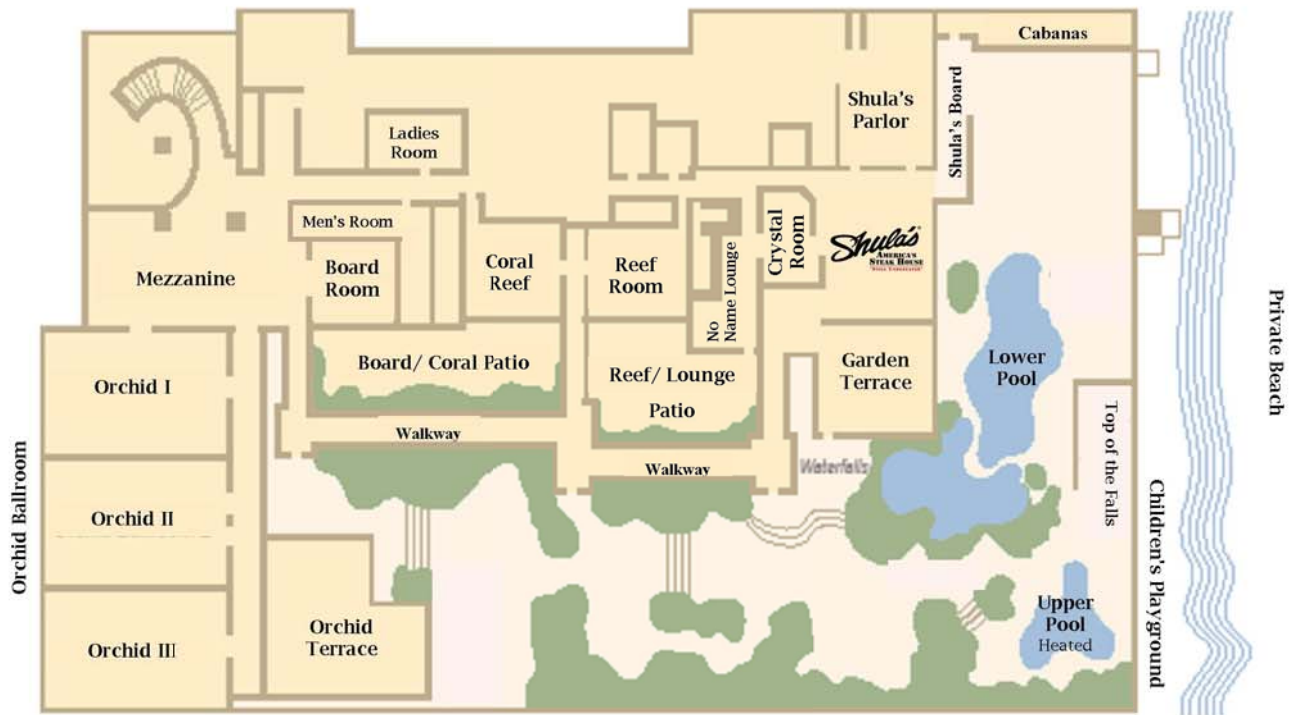 Cabanas
Shula's
Parlor
Shula's Board
Ladies
Room
Men's Room
Mezzanine
Board
Room
Coral
Reef
Reef
Room
No
Name Lounge
Crystal
Room
Shula's
AMERICA'S
STEAK HOUSE
Board/ Coral Patio
Reef/ Lounge
Patio
Garden
Terrace
Lower
Pool
Private Beach
Orchid I
Walkway
Walkway
Waterfalls
Top of the Falls
Orchid Ballroom
Orchid II
Children's Playground
Orchid III
Orchid
Terrace
Upper
Pool
Heated